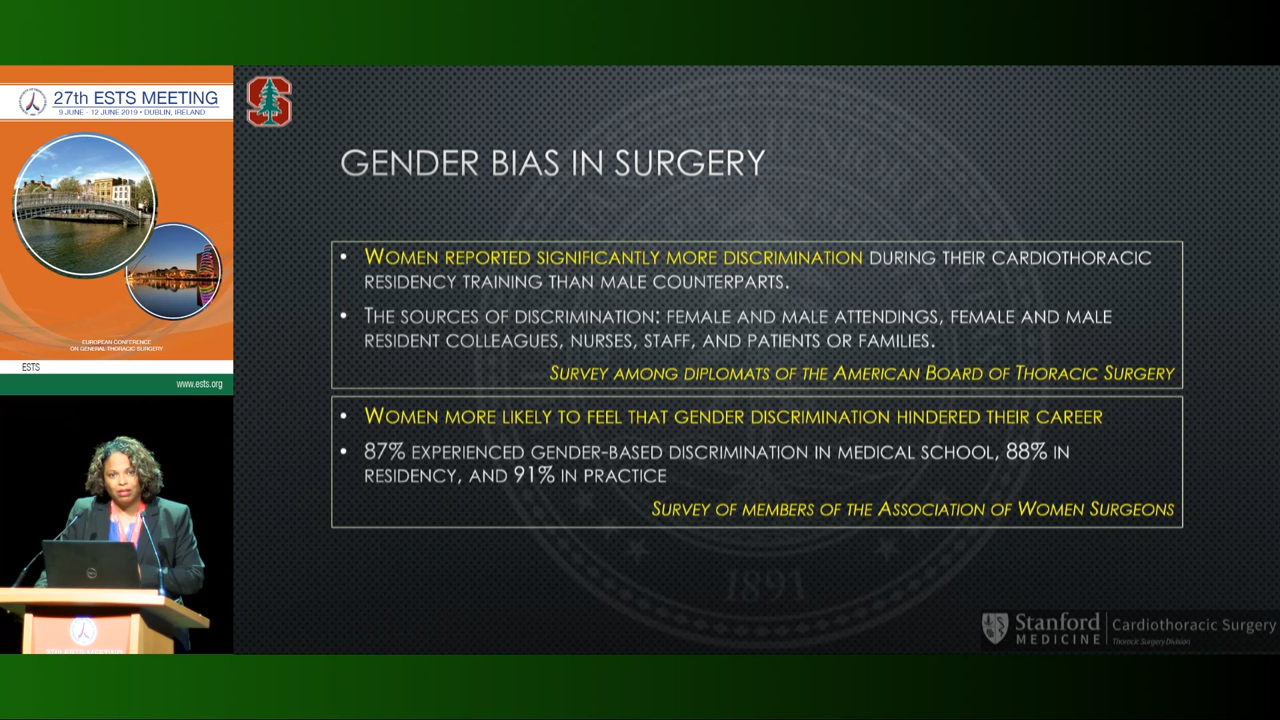 27th ESTS MEETING
9 JUNE - 12 JUNE 2019 • DUBLIN, IRELAND
EUROPEAN CONFERENCE
ON GENERAL THORACIC SURGERY
ESTS
www.ests.org
27TH ESTS MEETING
S
GENDER BIAS IN SURGERY
• WOMEN REPORTED SIGNIFICANTLY MORE DISCRIMINATION DURING THEIR CARDIOTHORACIC
RESIDENCY TRAINING THAN MALE COUNTERPARTS.
• THE SOURCES OF DISCRIMINATION: FEMALE AND MALE ATTENDINGS, FEMALE AND MALE
RESIDENT COLLEAGUES, NURSES, STAFF, AND PATIENTS OR FAMILIES.
SURVEY AMONG DIPLOMATS OF THE AMERICAN BOARD OF THORACIC SURGERY
• WOMEN MORE LIKELY TO FEEL THAT GENDER DISCRIMINATION HINDERED THEIR CAREER
• 87% EXPERIENCED GENDER-BASED DISCRIMINATION IN MEDICAL SCHOOL, 88% IN
RESIDENCY, AND 91% IN PRACTICE
SURVEY OF MEMBERS OF THE ASSOCIATION OF WOMEN SURGEONS
1891
Stanford
MEDICINE
Cardiothoracic Surgery
Thoracic Surgery Division